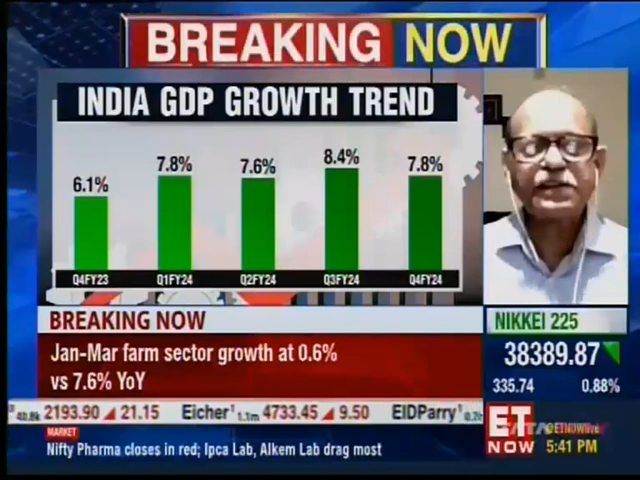 BREAKING NOW
INDIA GDP GROWTH TREND
6.1% 7.8% 7.6% 8.4% 7.8%
Q4FY23 Q1FY24 Q2FY24 Q3FY24 Q4FY24
BREAKING NOW
Jan-Mar farm sector growth at 0.6%
vs 7.6% YoY
NIKKEI 225
38389.87
335.74 0.88%
2193.90 21.15 Eicher 1.1m 4733.45 9.50 EIDParry
MARKET
Nifty Pharma closes in red; Ipca Lab, Alkem Lab drag most
ET
NOW
5:41 PM